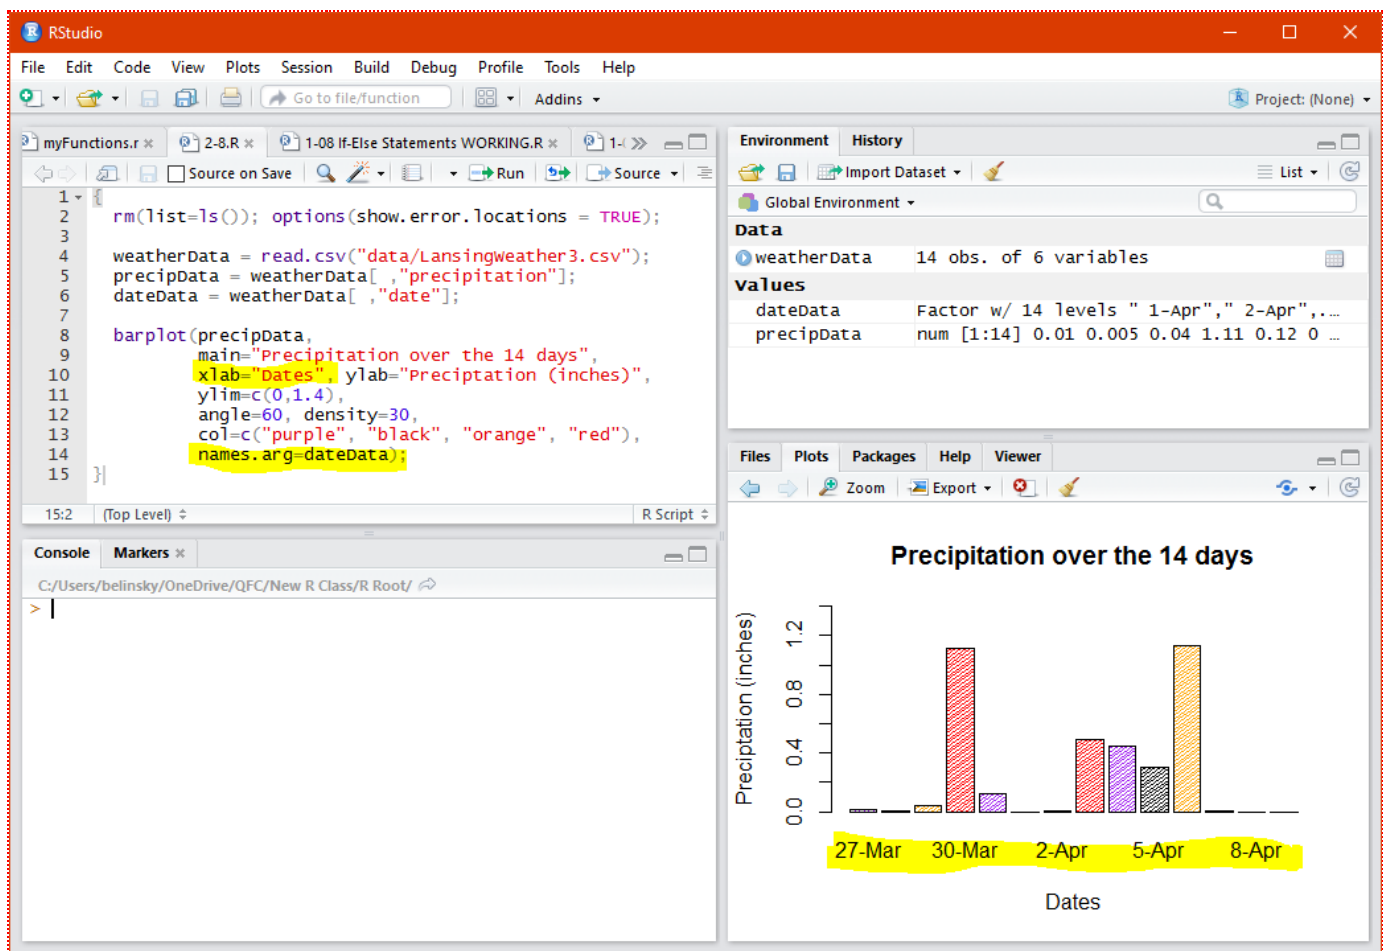 RStudio
File Edit Code View Plots Session Build Debug Profile Tools Help
Go to file/function Addins Project: (None)
myFunctions.r 2-8.R 1-08 If-Else Statements WORKING.R 1-(
Source on Save Run Source
1 {
2 rm(list=ls()); options(show.error.locations = TRUE);
3
4 weatherData = read.csv("data/LansingWeather3.csv");
5 precipData = weatherData[ ,"precipitation"];
6 dateData = weatherData[ ,"date"];
7
8 barplot(precipData,
9 main="Precipitation over the 14 days",
10 xlab="Dates", ylab="Preciptation (inches)",
11 ylim=c(0,1.4),
12 angle=60, density=30,
13 col=c("purple", "black", "orange", "red"),
14 names.arg=dateData);
15 }
15:2 (Top Level) R Script
Console Markers
C:/Users/belinsky/OneDrive/QFC/New R Class/R Root/
>
Environment History
Import Dataset List
Global Environment
Data
weatherData 14 obs. of 6 variables
Values
dateData Factor w/ 14 levels " 1-Apr"," 2-Apr",.…
precipData num [1:14] 0.01 0.005 0.04 1.11 0.12 0 …
Files Plots Packages Help Viewer
Zoom Export
Precipitation over the 14 days
Preciptation (inches)
1.2
0.8
0.4
0.0
27-Mar 30-Mar 2-Apr 5-Apr 8-Apr
Dates